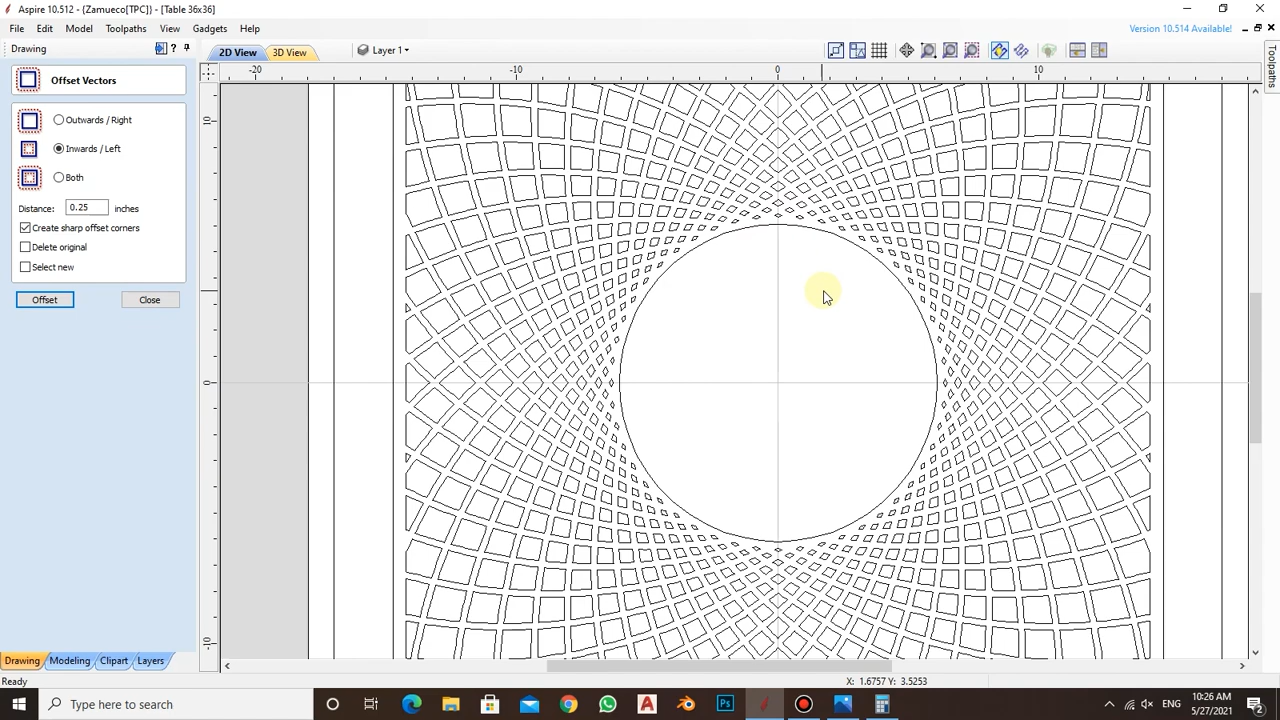 Aspire 10.512 - {Zamueco[TPC]} - [Table 36x36]
File Edit Model Toolpaths View Gadgets Help
Version 10.514 Available!
Drawing
2D View 3D View Layer 1
Toolpaths
-20 -10 0 10
Offset Vectors
Outwards / Right
Inwards / Left
Both
Distance: 0.25 inches
Create sharp offset corners
Delete original
Select new
Offset Close
10
0
-10
Drawing Modeling Clipart Layers
Ready
X: 1.6757 Y: 3.5253
Type here to search
ENG
10:26 AM
5/27/2021
2